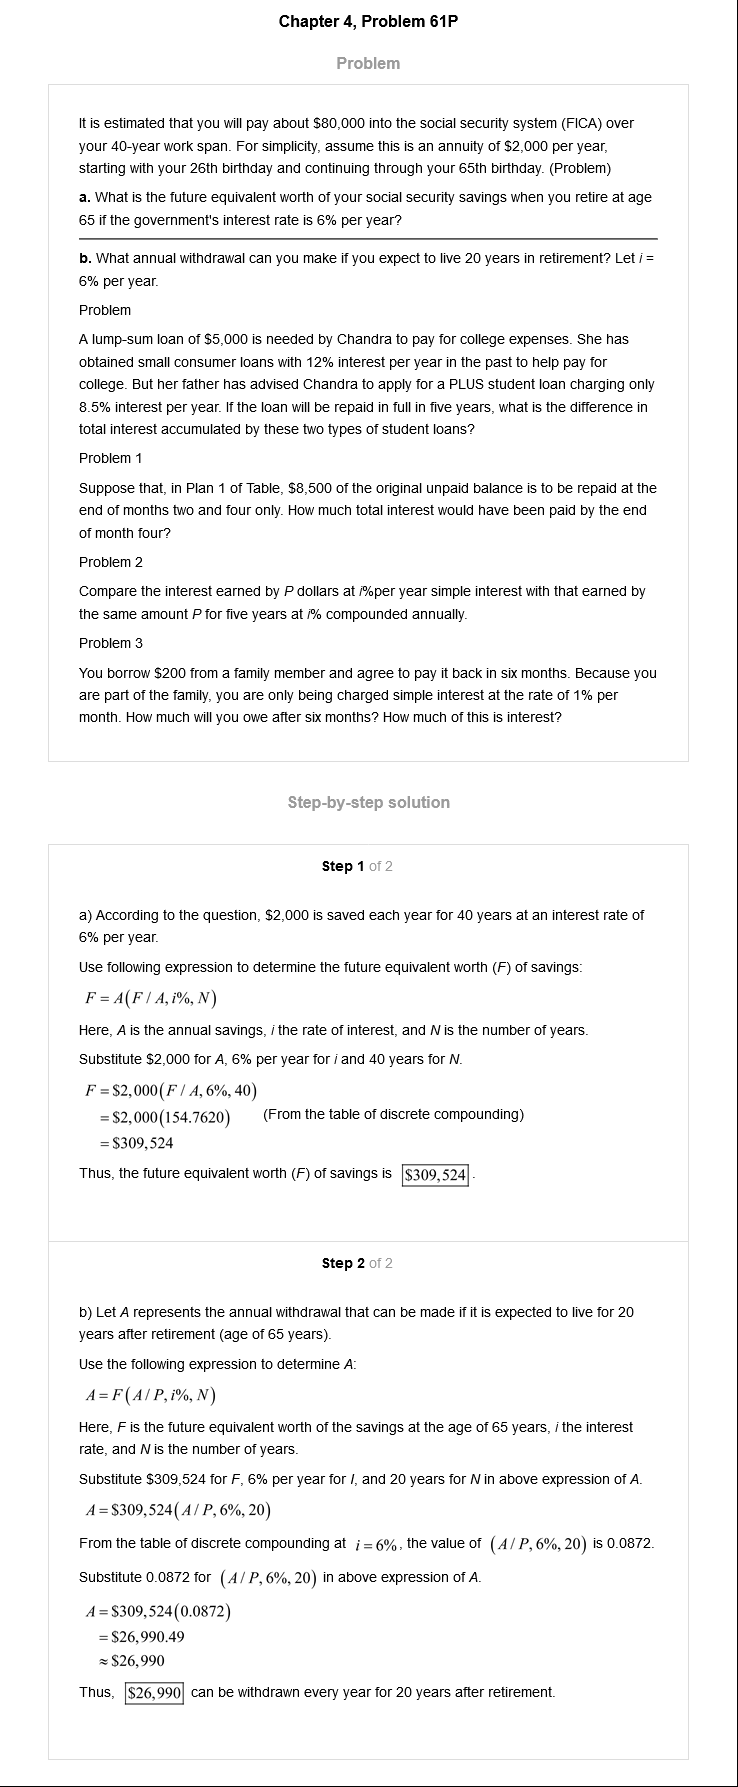 Chapter 4, Problem 61P
Problem
It is estimated that you will pay about $80,000 into the social security system (FICA) over
your 40-year work span. For simplicity, assume this is an annuity of $2,000 per year,
starting with your 26th birthday and continuing through your 65th birthday. (Problem)
a. What is the future equivalent worth of your social security savings when you retire at age
65 if the government's interest rate is 6% per year?
b. What annual withdrawal can you make if you expect to live 20 years in retirement? Let i =
6% per year.
Problem
A lump-sum loan of $5,000 is needed by Chandra to pay for college expenses. She has
obtained small consumer loans with 12% interest per year in the past to help pay for
college. But her father has advised Chandra to apply for a PLUS student loan charging only
8.5% interest per year. If the loan will be repaid in full in five years, what is the difference in
total interest accumulated by these two types of student loans?
Problem 1
Suppose that, in Plan 1 of Table, $8,500 of the original unpaid balance is to be repaid at the
end of months two and four only. How much total interest would have been paid by the end
of month four?
Problem 2
Compare the interest earned by P dollars at i%per year simple interest with that earned by
the same amount P for five years at i% compounded annually.
Problem 3
You borrow $200 from a family member and agree to pay it back in six months. Because you
are part of the family, you are only being charged simple interest at the rate of 1% per
month. How much will you owe after six months? How much of this is interest?
Step-by-step solution
Step 1 of 2
a) According to the question, $2,000 is saved each year for 40 years at an interest rate of
6% per year.
Use following expression to determine the future equivalent worth (F) of savings:
F = A(F / A, i%, N)
Here, A is the annual savings, i the rate of interest, and N is the number of years.
Substitute $2,000 for A, 6% per year for i and 40 years for N.
F = $2,000(F / A, 6%, 40)
= $2,000(154.7620) (From the table of discrete compounding)
= $309,524
Thus, the future equivalent worth (F) of savings is $309,524.
Step 2 of 2
b) Let A represents the annual withdrawal that can be made if it is expected to live for 20
years after retirement (age of 65 years).
Use the following expression to determine A:
A = F(A / P, i%, N)
Here, F is the future equivalent worth of the savings at the age of 65 years, i the interest
rate, and N is the number of years.
Substitute $309,524 for F, 6% per year for I, and 20 years for N in above expression of A.
A = $309,524(A / P, 6%, 20)
From the table of discrete compounding at i = 6%, the value of (A / P, 6%, 20) is 0.0872.
Substitute 0.0872 for (A / P, 6%, 20) in above expression of A.
A = $309,524(0.0872)
= $26,990.49
≈ $26,990
Thus, $26,990 can be withdrawn every year for 20 years after retirement.